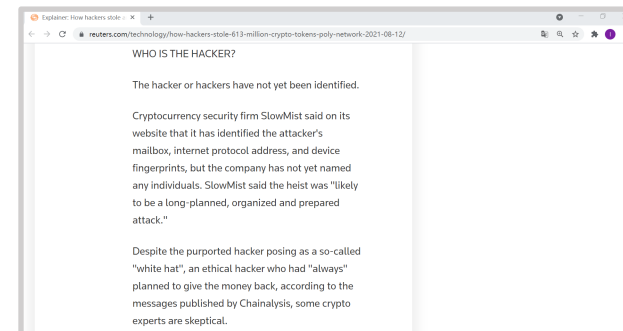 Explainer: How hackers stole
reuters.com/technology/how-hackers-stole-613-million-crypto-tokens-poly-network-2021-08-12/
WHO IS THE HACKER?
The hacker or hackers have not yet been identified.
Cryptocurrency security firm SlowMist said on its
website that it has identified the attacker's
mailbox, internet protocol address, and device
fingerprints, but the company has not yet named
any individuals. SlowMist said the heist was "likely
to be a long-planned, organized and prepared
attack."
Despite the purported hacker posing as a so-called
"white hat", an ethical hacker who had "always"
planned to give the money back, according to the
messages published by Chainalysis, some crypto
experts are skeptical.